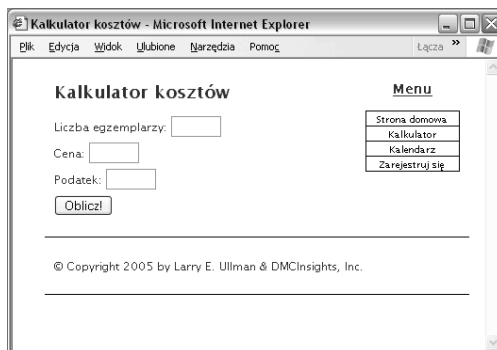 Kalkulator kosztów - Microsoft Internet Explorer
Plik Edycja Widok Ulubione Narzędzia Pomoc Łącza »
Kalkulator kosztów
Liczba egzemplarzy:
Cena:
Podatek:
Oblicz!
Menu
Strona domowa
Kalkulator
Kalendarz
Zarejestruj się
© Copyright 2005 by Larry E. Ullman & DMCInsights, Inc.